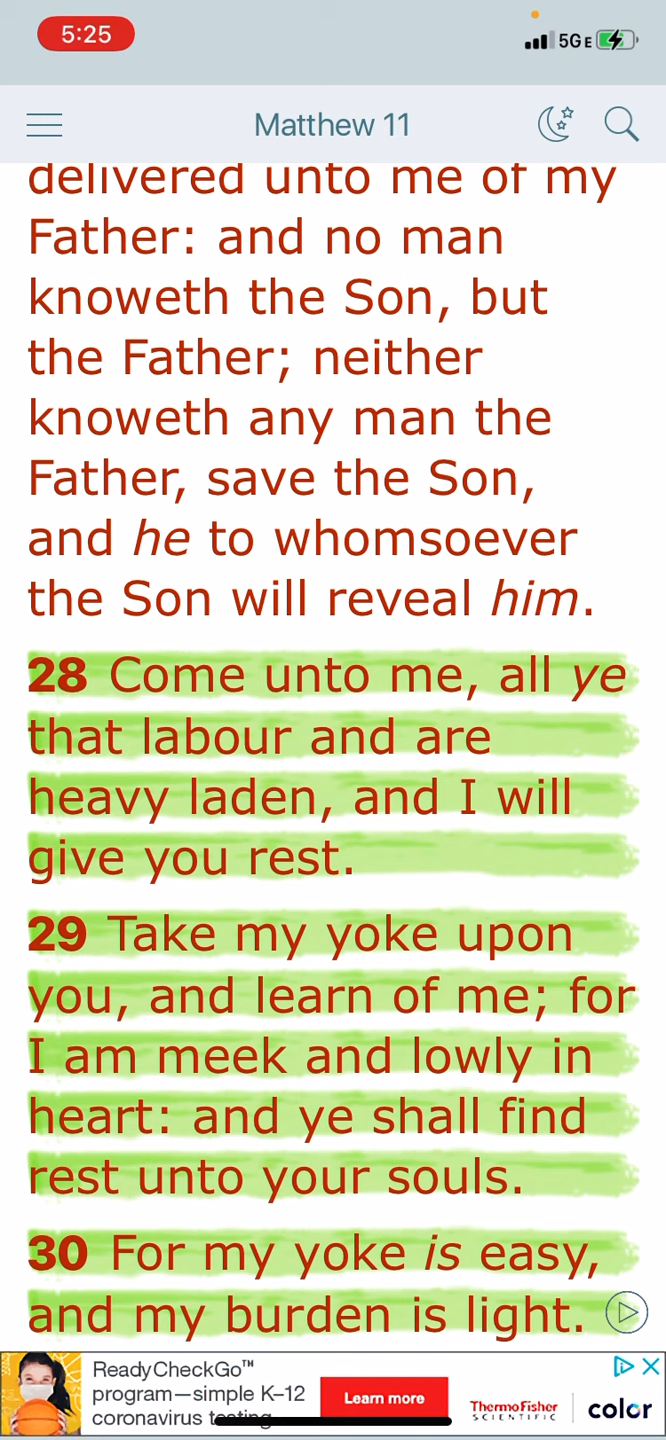 5:25
5G E
Matthew 11
delivered unto me of my
Father: and no man
knoweth the Son, but
the Father; neither
knoweth any man the
Father, save the Son,
and he to whomsoever
the Son will reveal him.
28 Come unto me, all ye
that labour and are
heavy laden, and I will
give you rest.
29 Take my yoke upon
you, and learn of me; for
I am meek and lowly in
heart: and ye shall find
rest unto your souls.
30 For my yoke is easy,
and my burden is light.
ReadyCheckGo™
program—simple K–12
coronavirus testing
Learn more
ThermoFisher
SCIENTIFIC
color